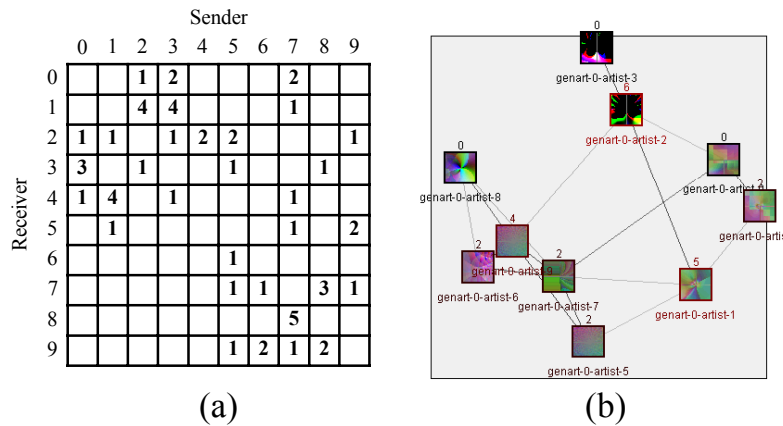 Sender
0 1 2 3 4 5 6 7 8 9
Receiver
0 1 2 2
1 4 4 1
2 1 1 1 2 2 1
3 3 1 1 1
4 1 4 1 1
5 1 1 2
6 1
7 1 1 3 1
8 5
9 1 2 1 2
(a)
0
genart-0-artist-3
6
genart-0-artist-2
0
0
genart-0-artist-8
2
4
genart-0-artist-6
2
genart-0-artist-7
5
genart-0-artist-1
2
genart-0-artist-5
(b)